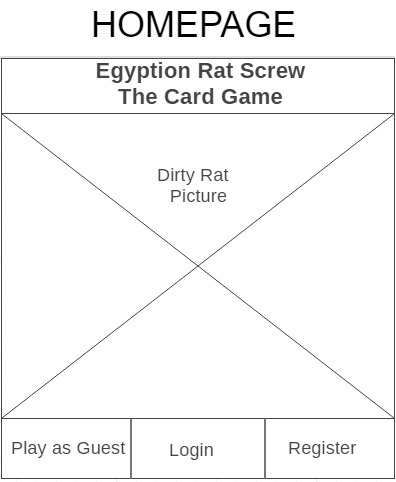 HOMEPAGE
Egyption Rat Screw
The Card Game
Dirty Rat
Picture
Play as Guest
Login
Register